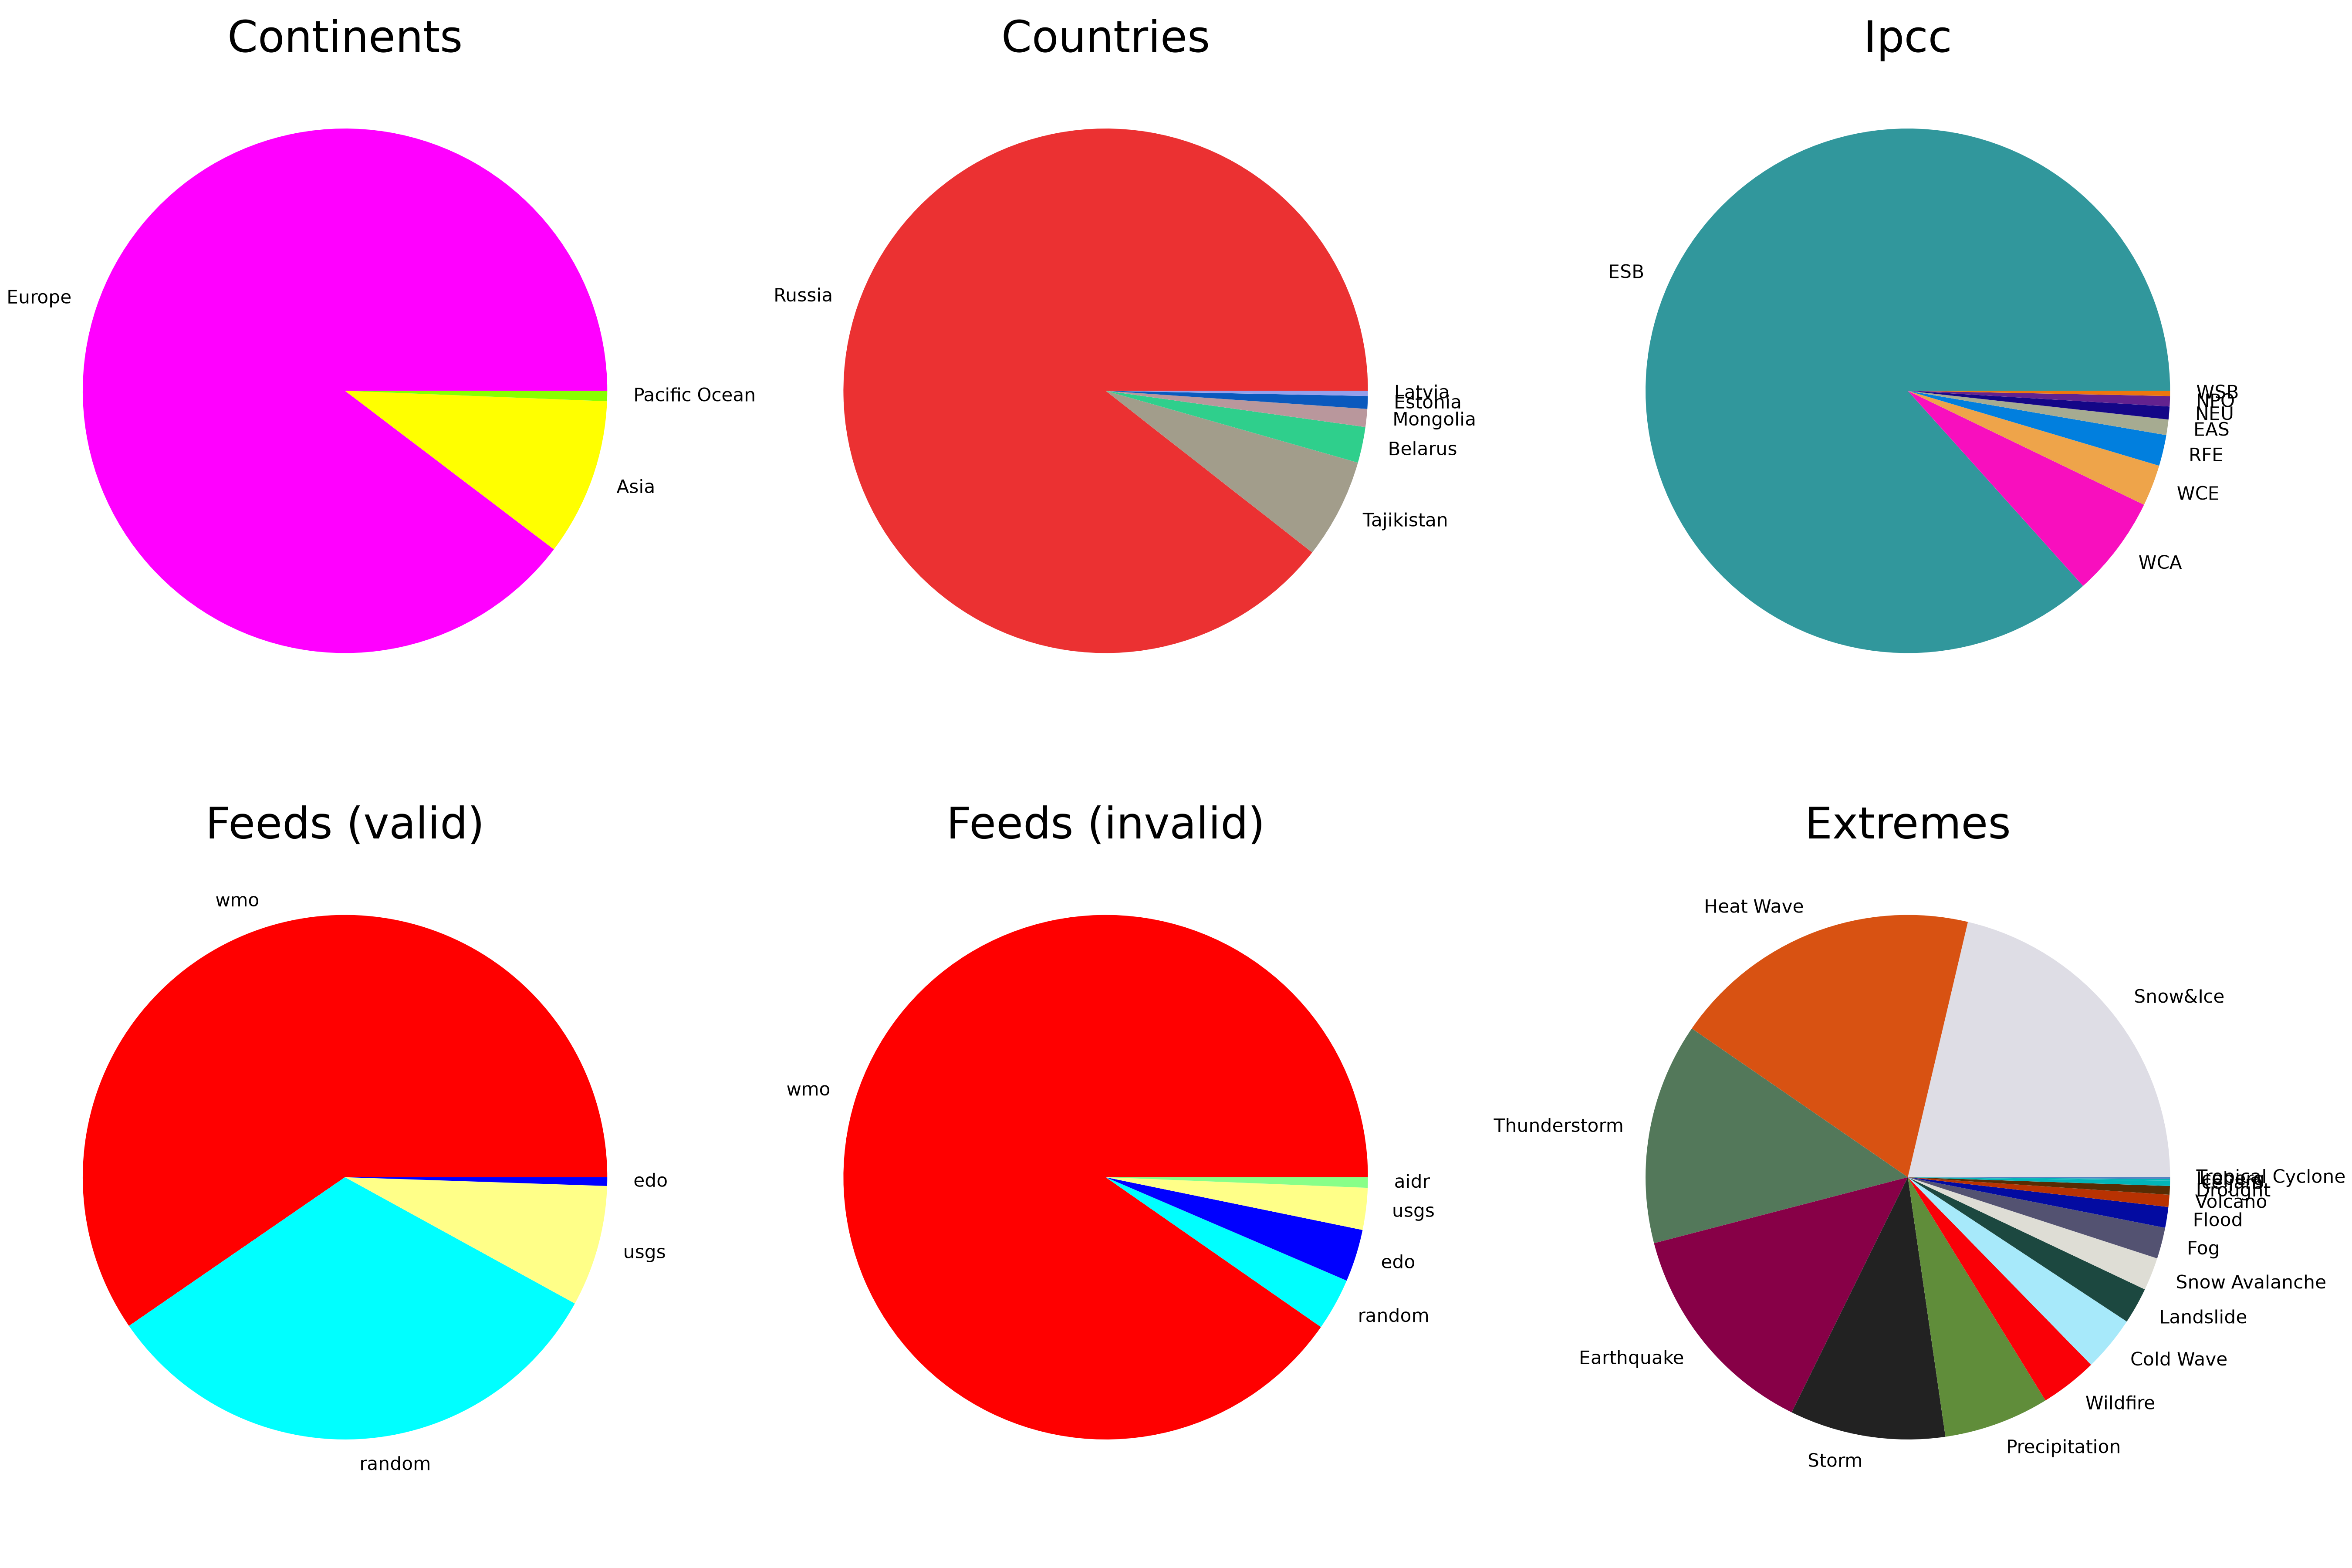 Continents
Countries
Ipcc
Europe
Pacific Ocean
Asia
Russia
Latvia
Estonia
Mongolia
Belarus
Tajikistan
ESB
WSB
NPO
NEU
EAS
RFE
WCE
WCA
Feeds (valid)
Feeds (invalid)
Extremes
wmo
edo
usgs
random
wmo
aidr
usgs
edo
random
Heat Wave
Snow&Ice
Thunderstorm
Tropical Cyclone
Drought
Volcano
Flood
Fog
Snow Avalanche
Landslide
Cold Wave
Wildfire
Precipitation
Storm
Earthquake